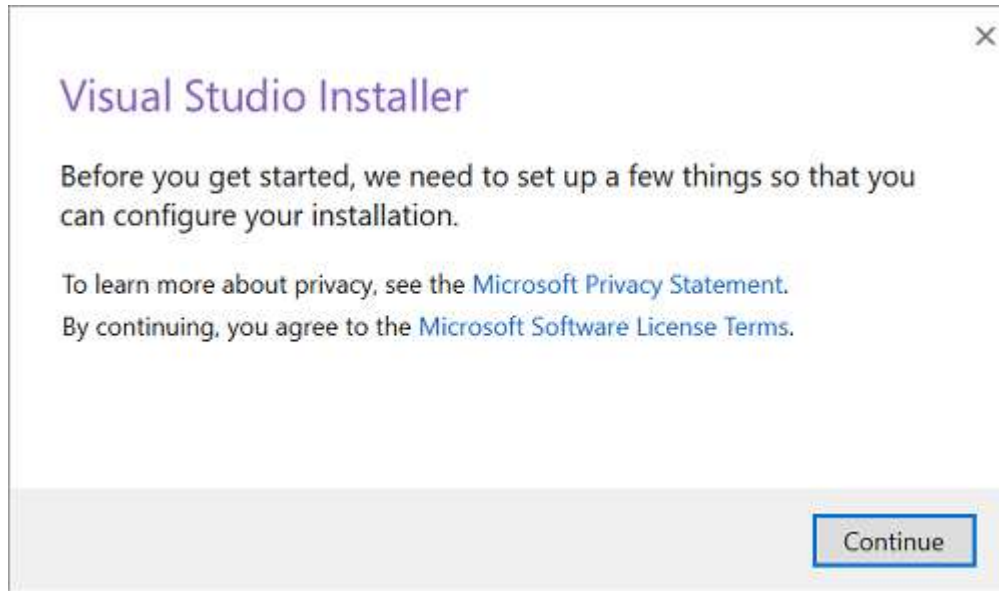 Visual Studio Installer
Before you get started, we need to set up a few things so that you
can configure your installation.
To learn more about privacy, see the Microsoft Privacy Statement.
By continuing, you agree to the Microsoft Software License Terms.
Continue